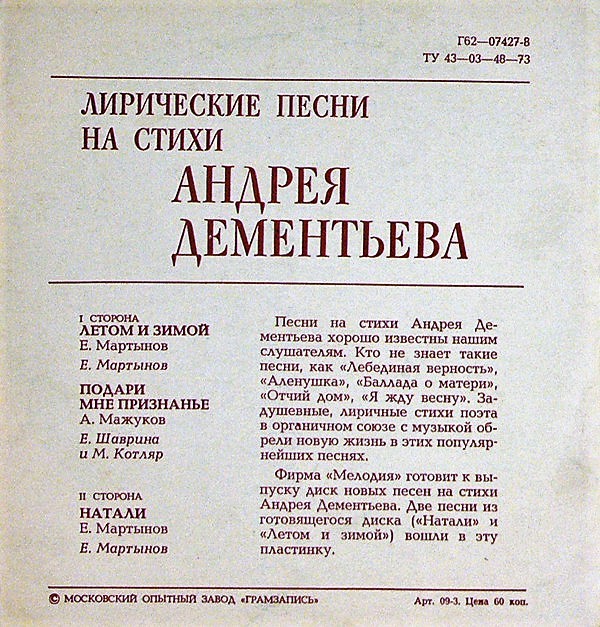 Г62—07427-8
ТУ 43—03—48—73
ЛИРИЧЕСКИЕ ПЕСНИ
НА СТИХИ
АНДРЕЯ
ДЕМЕНТЬЕВА
I СТОРОНА
ЛЕТОМ И ЗИМОЙ
Е. Мартынов
Е. Мартынов
ПОДАРИ
МНЕ ПРИЗНАНЬЕ
А. Мажуков
Е. Шаврина
и М. Котляр
II СТОРОНА
НАТАЛИ
Е. Мартынов
Е. Мартынов
Песни на стихи Андрея Де-
ментьева хорошо известны нашим
слушателям. Кто не знает такие
песни, как «Лебединая верность»,
«Аленушка», «Баллада о матери»,
«Отчий дом», «Я жду весну». За-
душевные, лиричные стихи поэта
в органичном союзе с музыкой об-
рели новую жизнь в этих популяр-
нейших песнях.
Фирма «Мелодия» готовит к вы-
пуску диск новых песен на стихи
Андрея Дементьева. Две песни из
готовящегося диска («Натали» и
«Летом и зимой») вошли в эту
пластинку.
© МОСКОВСКИЙ ОПЫТНЫЙ ЗАВОД «ГРАМЗАПИСЬ» Арт. 09-3. Цена 60 коп.